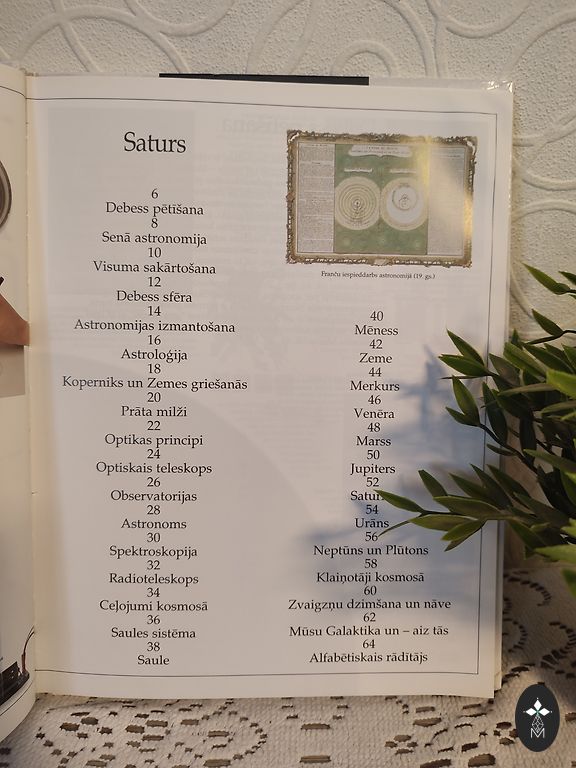 Saturs
6
Debess pētīšana
8
Senā astronomija
10
Visuma sakārtošana
12
Debess sfēra
14
Astronomijas izmantošana
16
Astroloģija
18
Koperniks un Zemes griešanās
20
Prāta milži
22
Optikas principi
24
Optiskais teleskops
26
Observatorijas
28
Astronoms
30
Spektroskopija
32
Radioteleskops
34
Ceļojumi kosmosā
36
Saules sistēma
38
Saule
Franču iespieddarbs astronomijā (19. gs.)
40
Mēness
42
Zeme
44
Merkurs
46
Venēra
48
Marss
50
Jupiters
52
Satur
54
Urāns
56
Neptūns un Plūtons
58
Klaiņotāji kosmosā
60
Zvaigzņu dzimšana un nāve
62
Mūsu Galaktika un – aiz tās
64
Alfabētiskais rādītājs
M